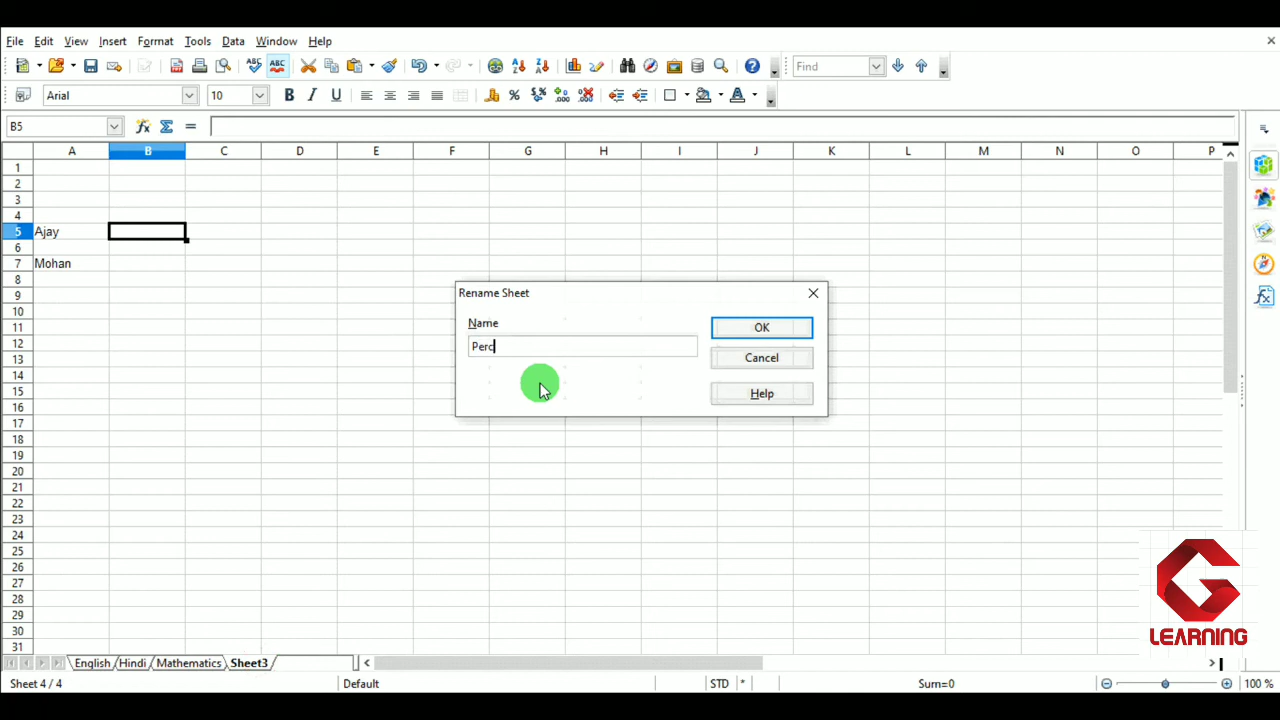 File Edit View Insert Format Tools Data Window Help
Find
Arial 10
B5
A B C D E F G H I J K L M N O P
1
2
3
4
5 Ajay
6
7 Mohan
8
9
10
11
12
13
14
15
16
17
18
19
20
21
22
23
24
25
26
27
28
29
30
31
Rename Sheet
Name
OK
Perc
Cancel
Help
LEARNING
English Hindi Mathematics Sheet3
Sheet 4 / 4 Default STD * Sum=0 100 %